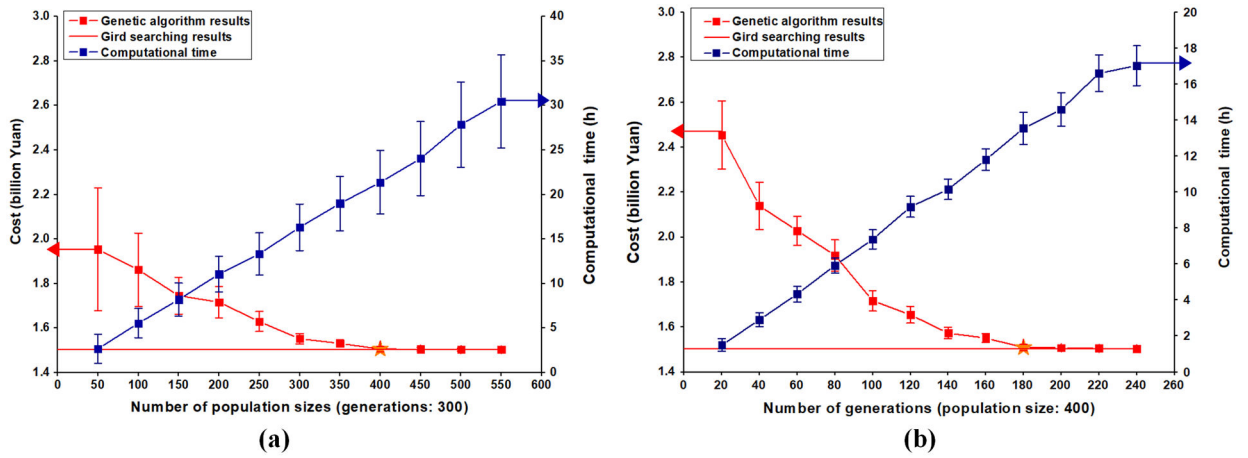 Genetic algorithm results
Gird searching results
Computational time
Cost (billion Yuan)
3.0
2.8
2.6
2.4
2.2
2.0
1.8
1.6
1.4
40
35
30
25
20
15
10
5
0
Computational time (h)
0 50 100 150 200 250 300 350 400 450 500 550 600
Number of population sizes (generations: 300)
(a)
Genetic algorithm results
Gird searching results
Computational time
Cost (billion Yuan)
3.0
2.8
2.6
2.4
2.2
2.0
1.8
1.6
1.4
20
18
16
14
12
10
8
6
4
2
0
Computational time (h)
0 20 40 60 80 100 120 140 160 180 200 220 240 260
Number of generations (population size: 400)
(b)